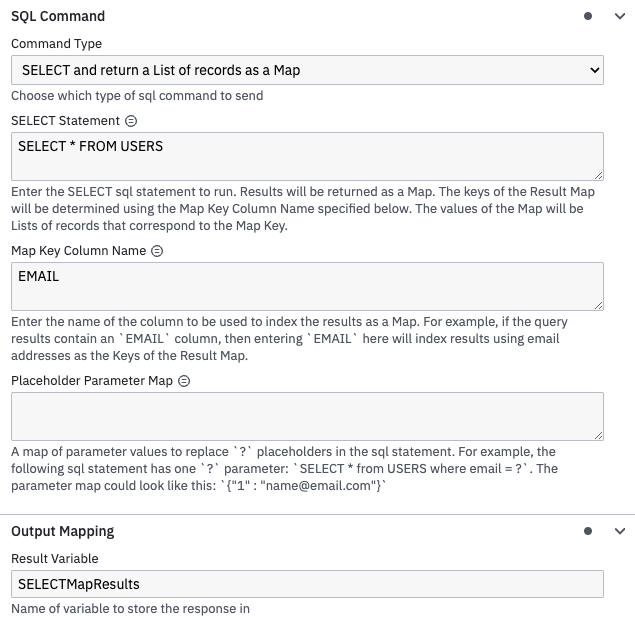 SQL Command
Command Type
SELECT and return a List of records as a Map
Choose which type of sql command to send
SELECT Statement
SELECT * FROM USERS
Enter the SELECT sql statement to run. Results will be returned as a Map. The keys of the Result Map
will be determined using the Map Key Column Name specified below. The values of the Map will be
Lists of records that correspond to the Map Key.
Map Key Column Name
EMAIL
Enter the name of the column to be used to index the results as a Map. For example, if the query
results contain an `EMAIL` column, then entering `EMAIL` here will index results using email
addresses as the Keys of the Result Map.
Placeholder Parameter Map
A map of parameter values to replace `?` placeholders in the sql statement. For example, the
following sql statement has one `?` parameter: `SELECT * from USERS where email = ?`. The
parameter map could look like this: `{"1" : "name@email.com"}`
Output Mapping
Result Variable
SELECTMapResults
Name of variable to store the response in